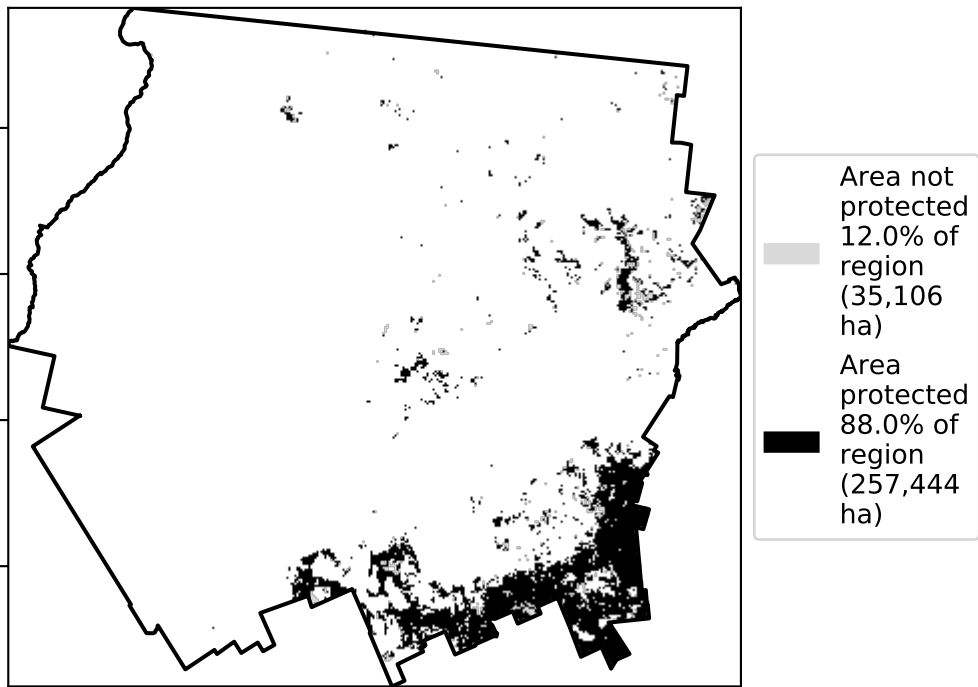 Area not
protected
12.0% of
region
(35,106
ha)
Area
protected
88.0% of
region
(257,444
ha)